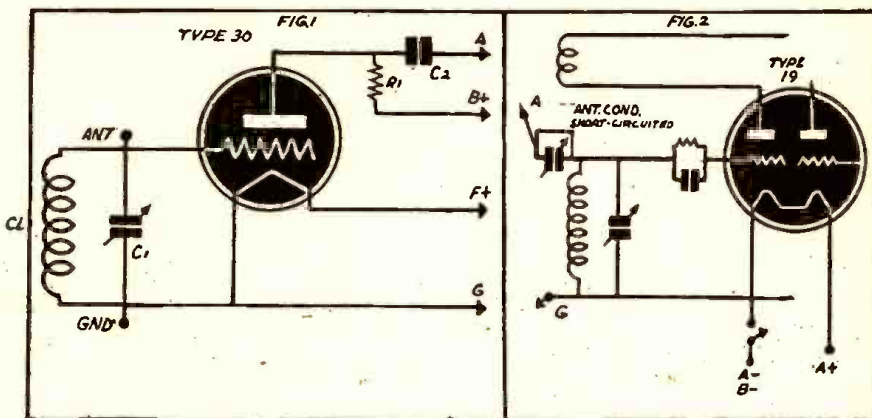 FIG.1
TYPE 30
A
C2
R1
B+
ANT
F+
CL
C1
G
GND
FIG.2
TYPE
19
A
ANT. COND.
SHORT-CIRCUITED
G
A-
B-
A+